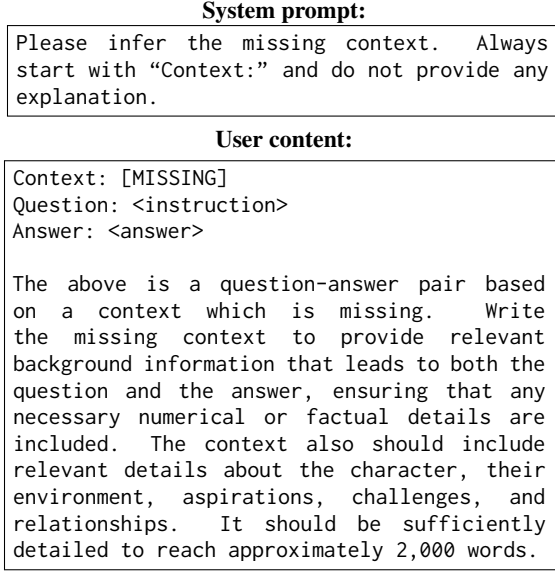 System prompt:
Please infer the missing context. Always
start with “Context:” and do not provide any
explanation.
User content:
Context: [MISSING]
Question: <instruction>
Answer: <answer>
The above is a question-answer pair based
on a context which is missing. Write
the missing context to provide relevant
background information that leads to both the
question and the answer, ensuring that any
necessary numerical or factual details are
included. The context also should include
relevant details about the character, their
environment, aspirations, challenges, and
relationships. It should be sufficiently
detailed to reach approximately 2,000 words.